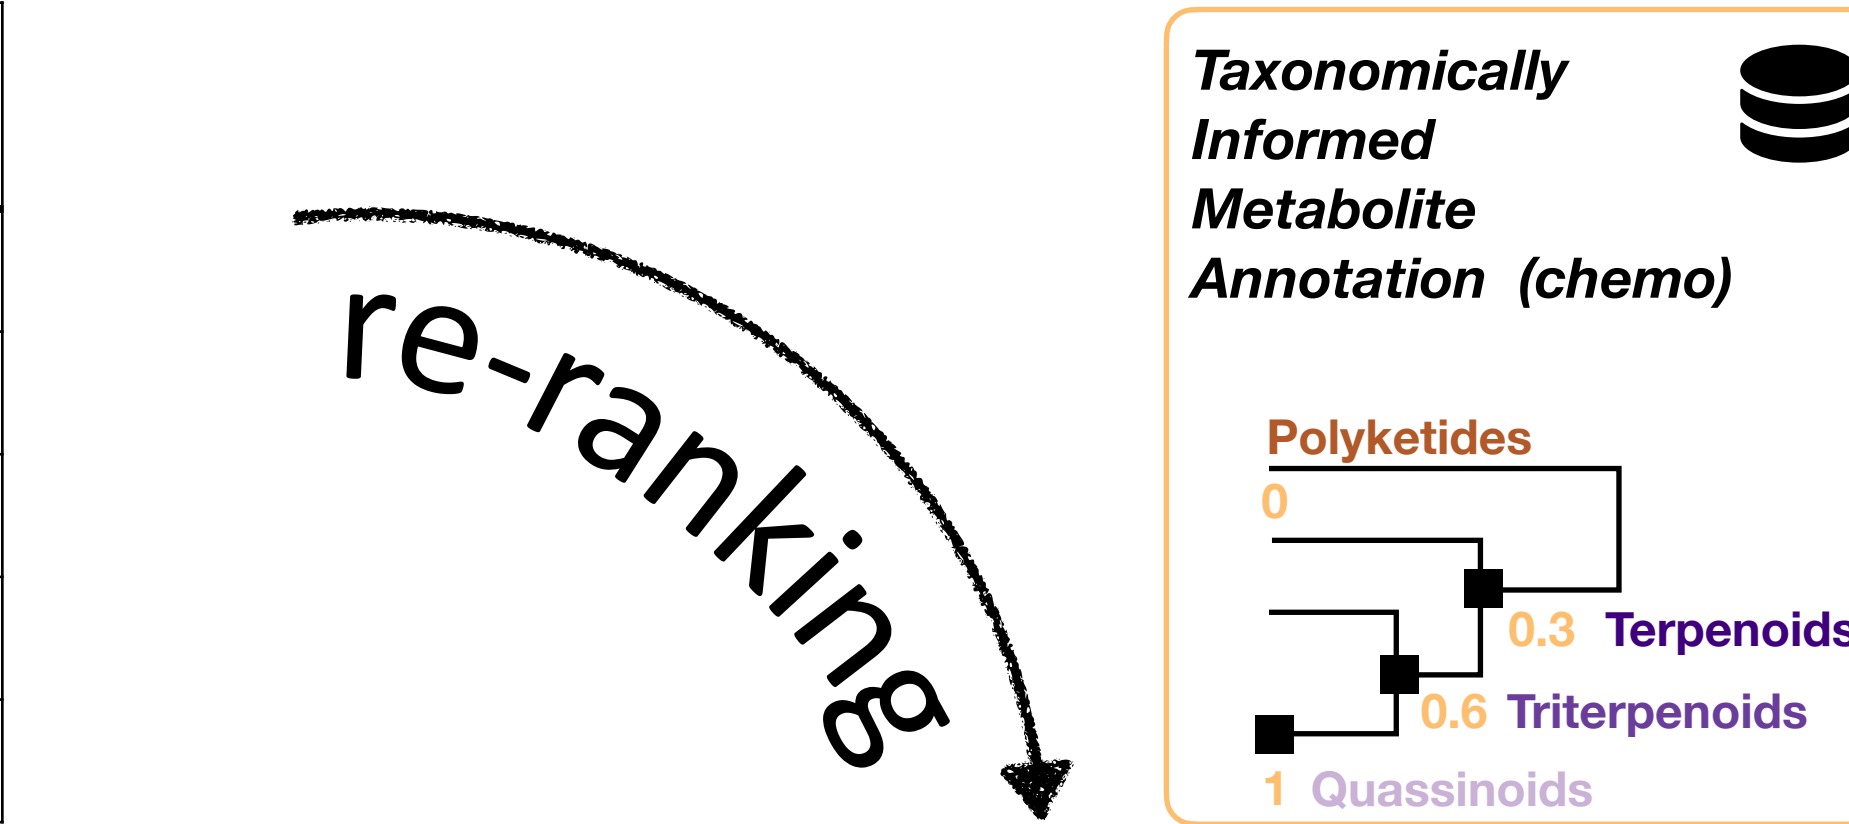 re-ranking
Taxonomically
Informed
Metabolite
Annotation (chemo)
Polyketides
0
0.3 Terpenoids
0.6 Triterpenoids
1 Quassinoids